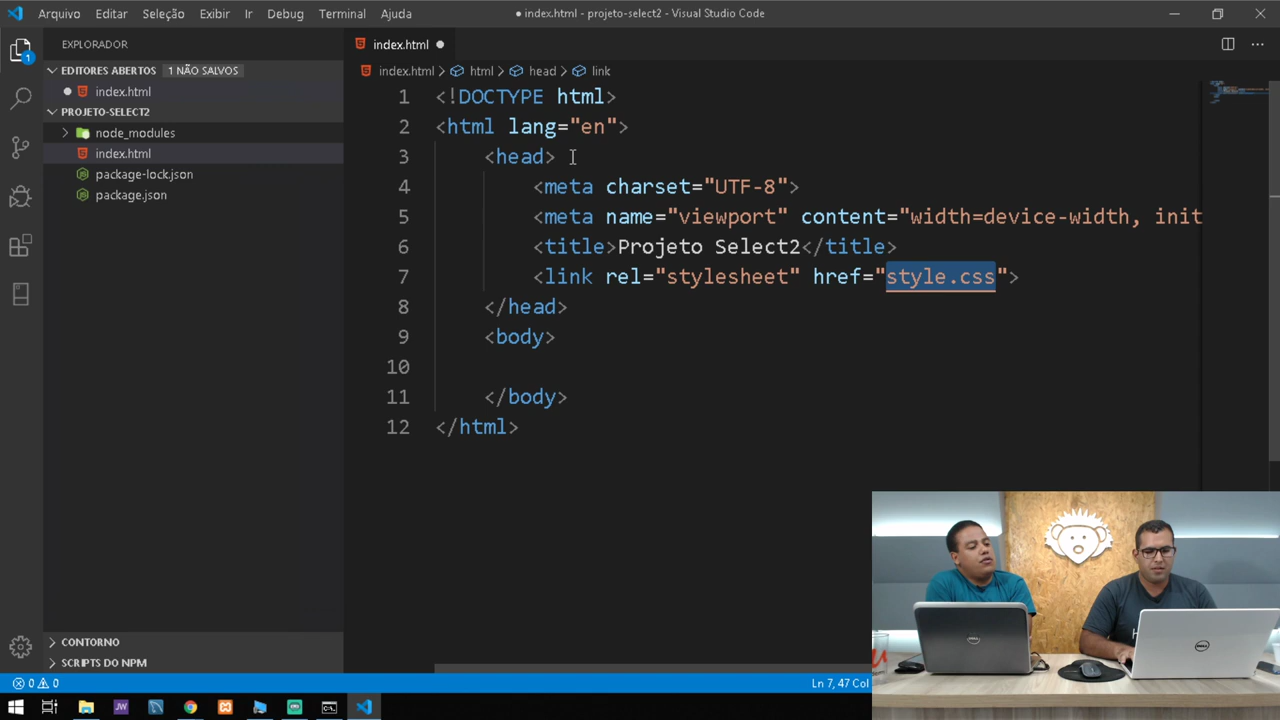 Arquivo Editar Seleção Exibir Ir Debug Terminal Ajuda
● index.html - projeto-select2 - Visual Studio Code
EXPLORADOR
EDITORES ABERTOS 1 NÃO SALVOS
index.html
PROJETO-SELECT2
node_modules
index.html
package-lock.json
package.json
CONTORNO
SCRIPTS DO NPM
index.html
index.html > html > head > link
1 <!DOCTYPE html>
2 <html lang="en">
3 <head>
4 <meta charset="UTF-8">
5 <meta name="viewport" content="width=device-width, init
6 <title>Projeto Select2</title>
7 <link rel="stylesheet" href="style.css">
8 </head>
9 <body>
10
11 </body>
12 </html>
1
0 0
Ln 7, 47 Col
JW
DELL
DELL